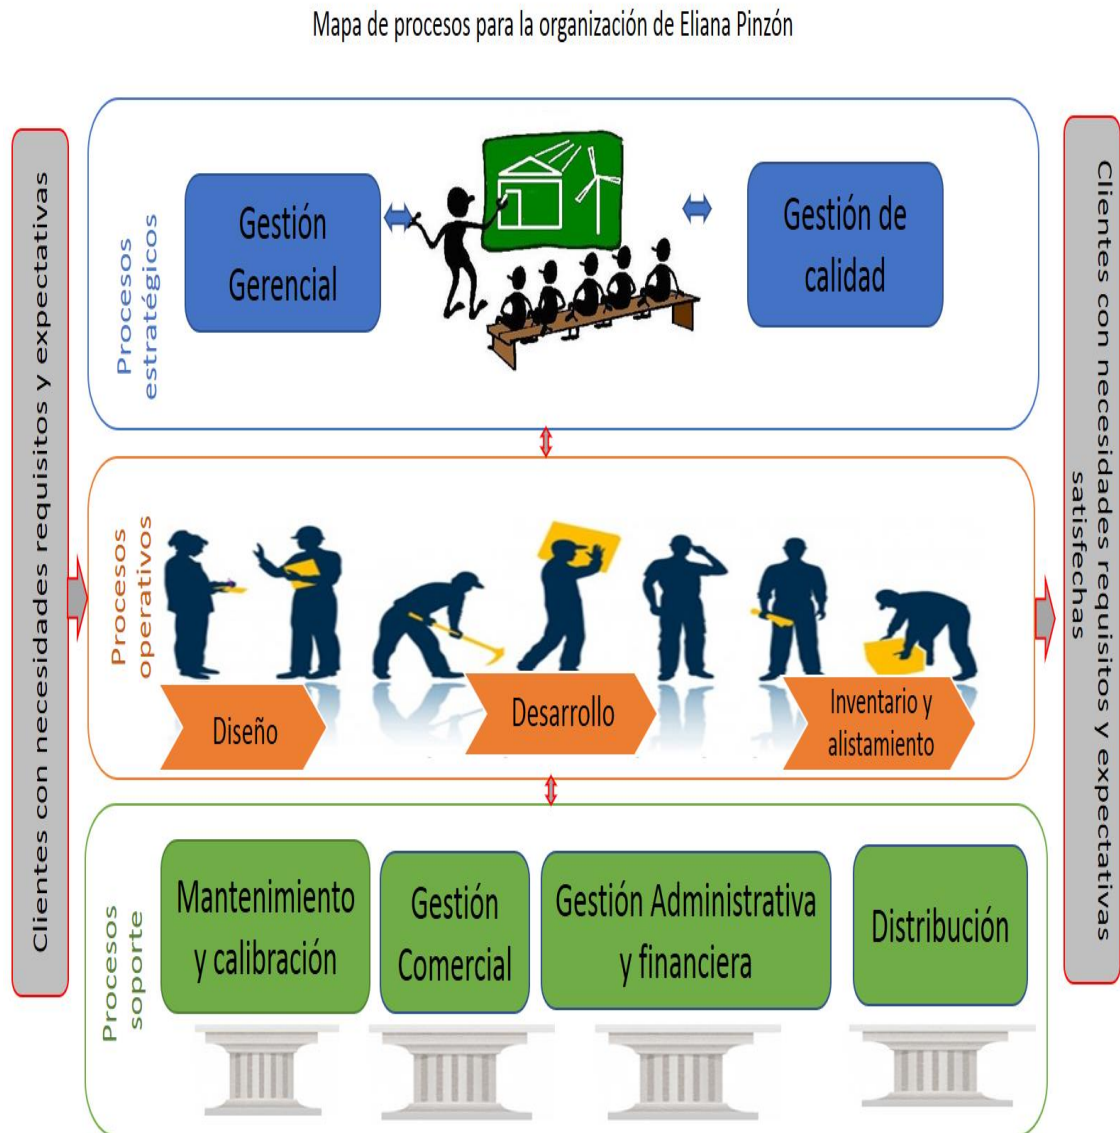 Mapa de procesos para la organización de Eliana Pinzón
Clientes con necesidades requisitos y expectativas
Procesos
estratégicos
Gestión
Gerencial
Gestión de
calidad
Procesos
operativos
Diseño
Desarrollo
Inventario y
alistamiento
Procesos
soporte
Mantenimiento
y calibración
Gestión
Comercial
Gestión Administrativa
y financiera
Distribución
Clientes con necesidades requisitos y expectativas
satisfechas